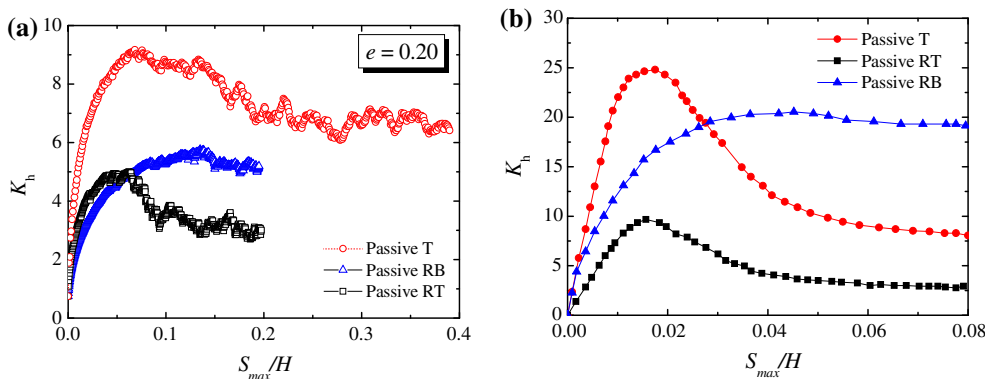 (a)
e = 0.20
10
8
6
4
2
0
K_h
Passive T
Passive RB
Passive RT
0.0
0.1
0.2
0.3
0.4
S_max/H
(b)
30
25
20
15
10
5
0
K_h
Passive T
Passive RT
Passive RB
0.00
0.02
0.04
0.06
0.08
S_max/H